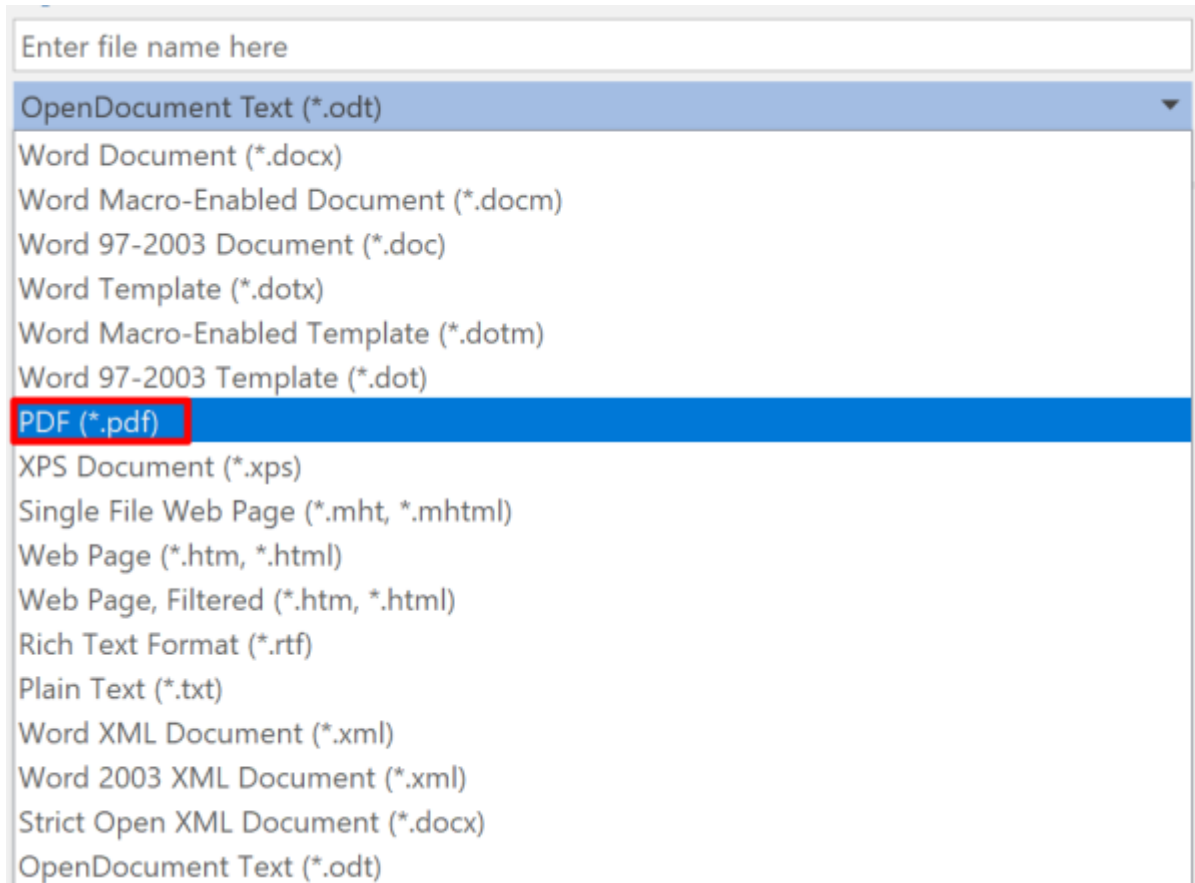 Enter file name here
OpenDocument Text (*.odt)
Word Document (*.docx)
Word Macro-Enabled Document (*.docm)
Word 97-2003 Document (*.doc)
Word Template (*.dotx)
Word Macro-Enabled Template (*.dotm)
Word 97-2003 Template (*.dot)
PDF (*.pdf)
XPS Document (*.xps)
Single File Web Page (*.mht, *.mhtml)
Web Page (*.htm, *.html)
Web Page, Filtered (*.htm, *.html)
Rich Text Format (*.rtf)
Plain Text (*.txt)
Word XML Document (*.xml)
Word 2003 XML Document (*.xml)
Strict Open XML Document (*.docx)
OpenDocument Text (*.odt)